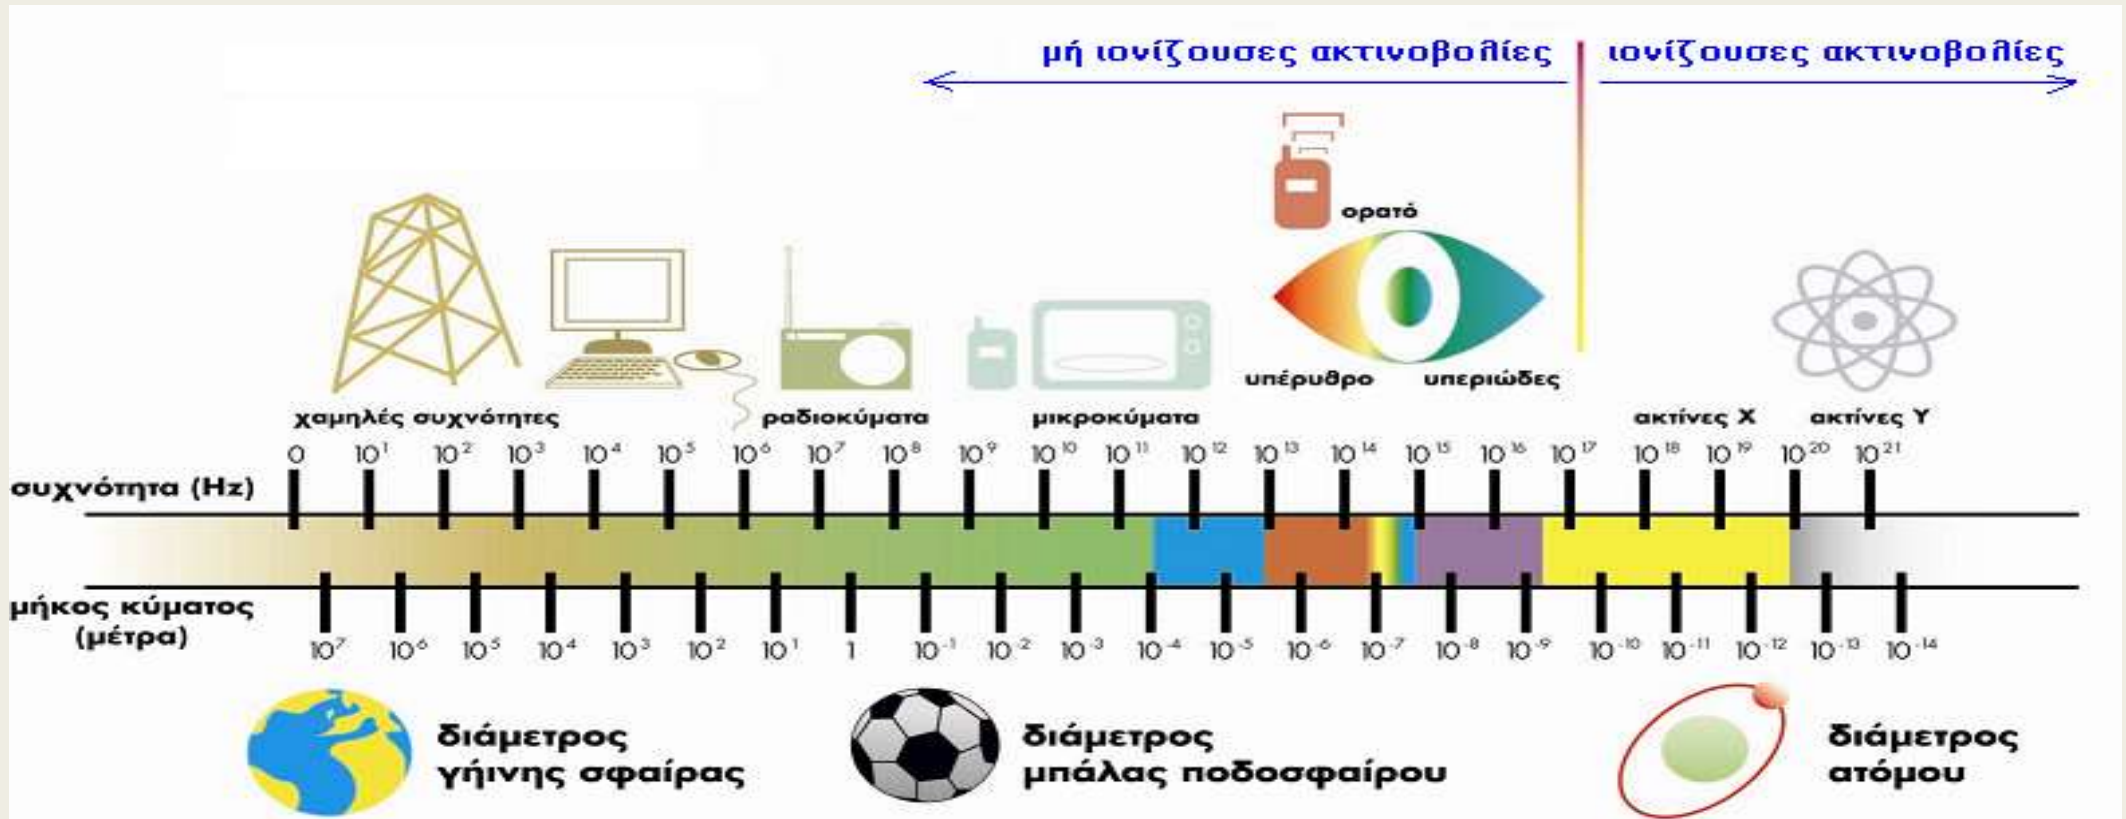 μή ιονίζουσες ακτινοβολίες ιονίζουσες ακτινοβολίες
ορατό
υπέρυθρο υπεριώδες
χαμηλές συχνότητες ραδιοκύματα μικροκύματα ακτίνες Χ ακτίνες Υ
0 10¹ 10² 10³ 10⁴ 10⁵ 10⁶ 10⁷ 10⁸ 10⁹ 10¹⁰ 10¹¹ 10¹² 10¹³ 10¹⁴ 10¹⁵ 10¹⁶ 10¹⁷ 10¹⁸ 10¹⁹ 10²⁰ 10²¹
συχνότητα (Hz)
μήκος κύματος
(μέτρα)
10⁷ 10⁶ 10⁵ 10⁴ 10³ 10² 10¹ 1 10⁻¹ 10⁻² 10⁻³ 10⁻⁴ 10⁻⁵ 10⁻⁶ 10⁻⁷ 10⁻⁸ 10⁻⁹ 10⁻¹⁰ 10⁻¹¹ 10⁻¹² 10⁻¹³ 10⁻¹⁴
διάμετρος
γήινης σφαίρας
διάμετρος
μπάλας ποδοσφαίρου
διάμετρος
ατόμου